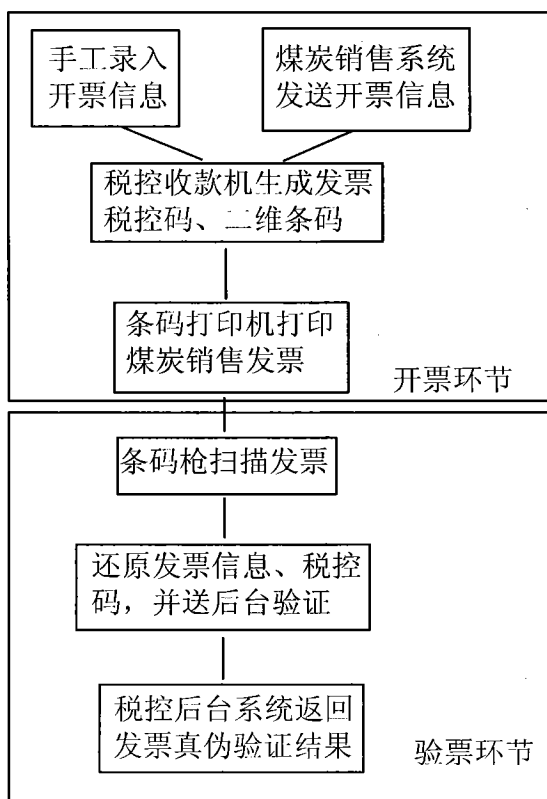 手工录入
开票信息
煤炭销售系统
发送开票信息
税控收款机生成发票
税控码、二维条码
条码打印机打印
煤炭销售发票
开票环节
条码枪扫描发票
还原发票信息、税控
码，并送后台验证
税控后台系统返回
发票真伪验证结果
验票环节